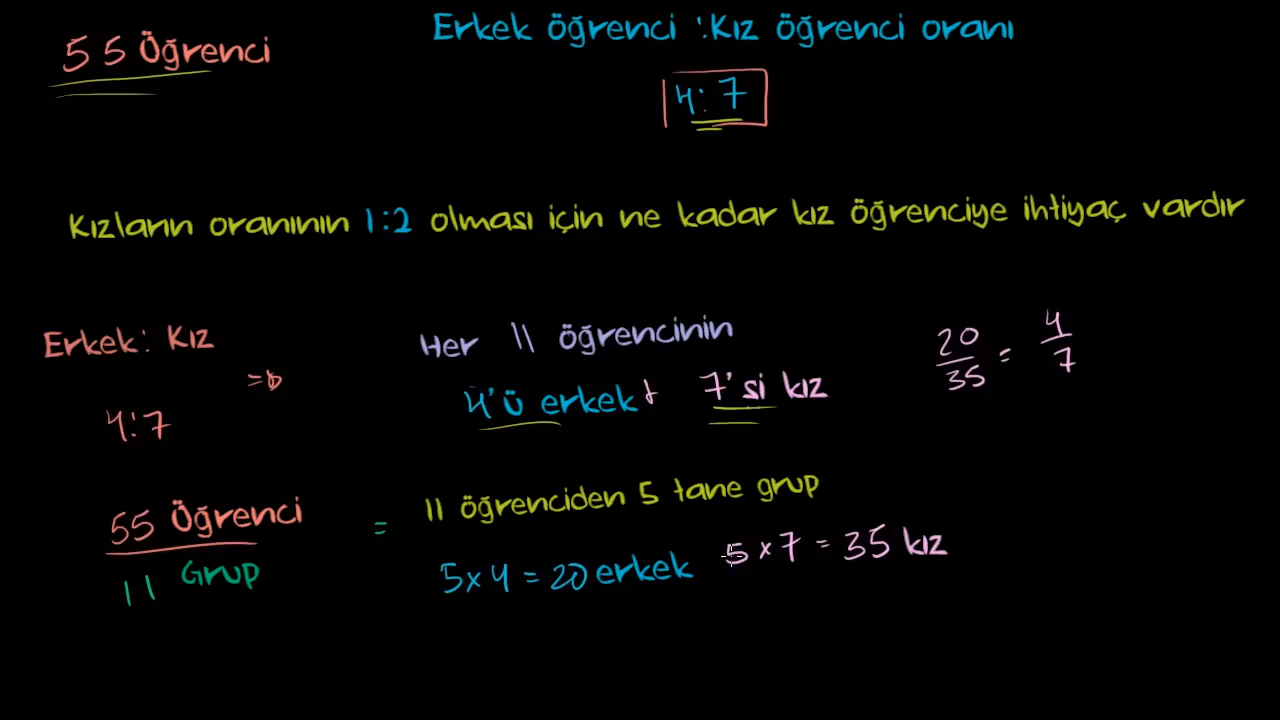 55 Öğrenci
Erkek öğrenci :Kız öğrenci oranı
4:7
Kızların oranının 1:2 olması için ne kadar kız öğrenciye ihtiyaç vardır
Erkek: Kız
4:7
Her 11 öğrencinin
4'ü erkek + 7'si kız
20/35 = 4/7
55 Öğrenci = 11 öğrenciden 5 tane grup
11 Grup
5x4 = 20 erkek
5x7 = 35 kız